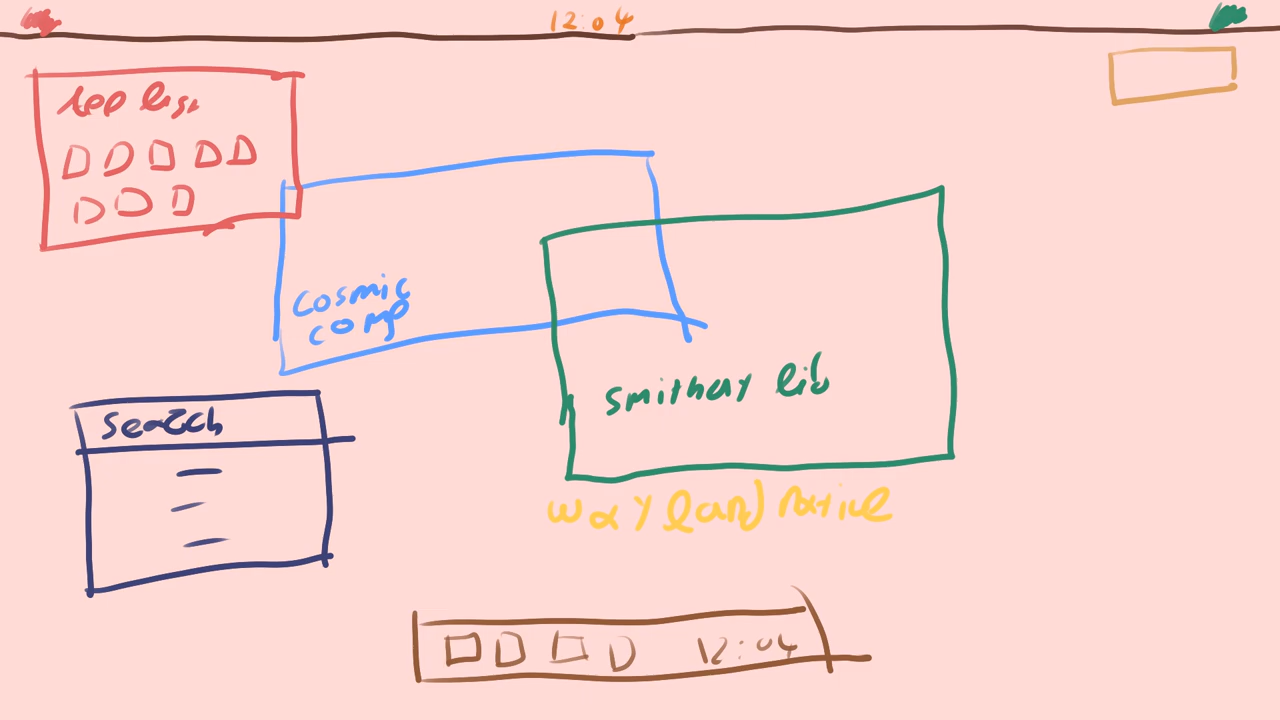 12:04
App list
cosmic
comp
smithay lib
search
wayland native
12:04